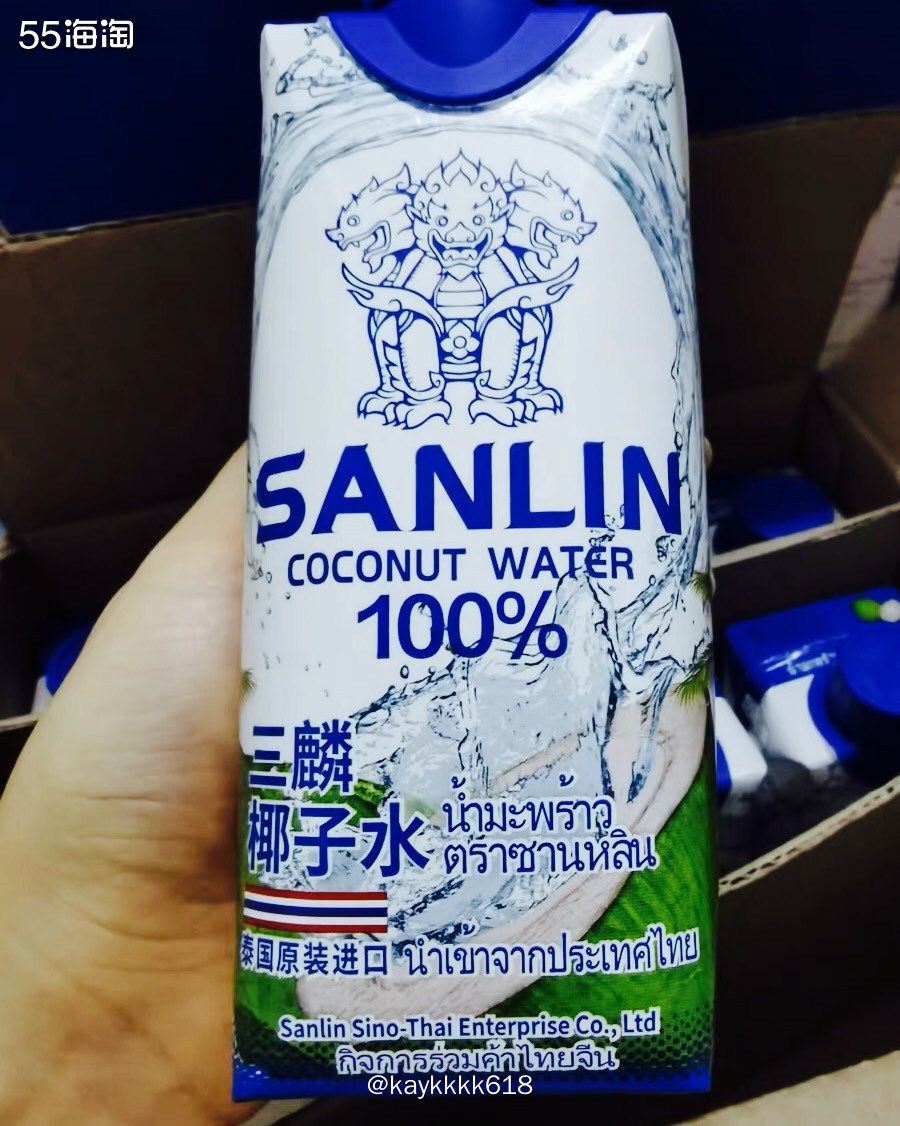 55海淘
SANLIN
COCONUT WATER
100%
三麟
椰子水
น้ำมะพร้าว
ตราซานหลิน
泰国原装进口 นำเข้าจากประเทศไทย
Sanlin Sino-Thai Enterprise Co., Ltd
กิจการร่วมค้าไทยจีน
@kaykkkk618